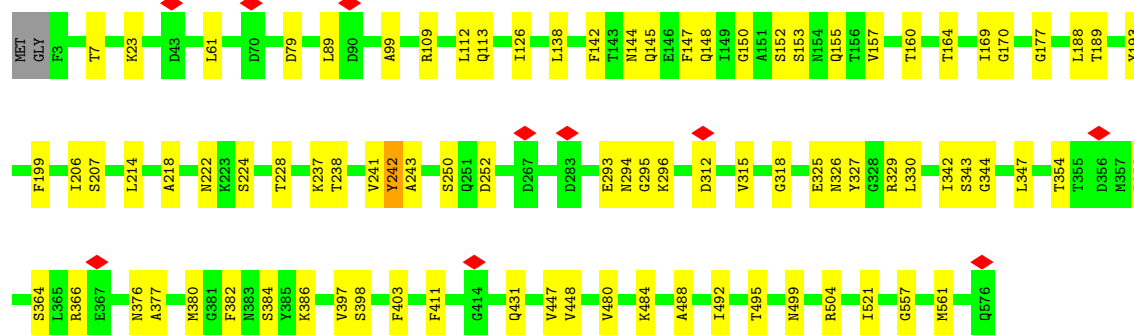 MET GLY F3 T7 K23 D43 L61 D70 D79 L89 D90 A99 R109 L112 Q113 I126 L138 F142 T143 N144 Q145 E146 F147 Q148 I149 G150 A151 S152 S153 N154 Q155 T156 V157 T160 T164 I169 G170 G177 L188 T189
F199 I206 S207 L214 A218 N222 K223 S224 T228 K237 T238 V241 Y242 A243 S250 Q251 D252 D267 D283 E293 N294 G295 K296 D312 V315 G318 E325 N326 Y327 G328 R329 L330 I342 S343 G344 L347 T354 T355 D356 M357
S364 L365 R366 E367 N376 A377 M380 G381 F382 N383 S384 Y385 K386 V397 S398 F403 F411 G414 Q431 V447 V448 V480 K484 A488 I492 T495 N499 R504 I521 G557 M561 Q576